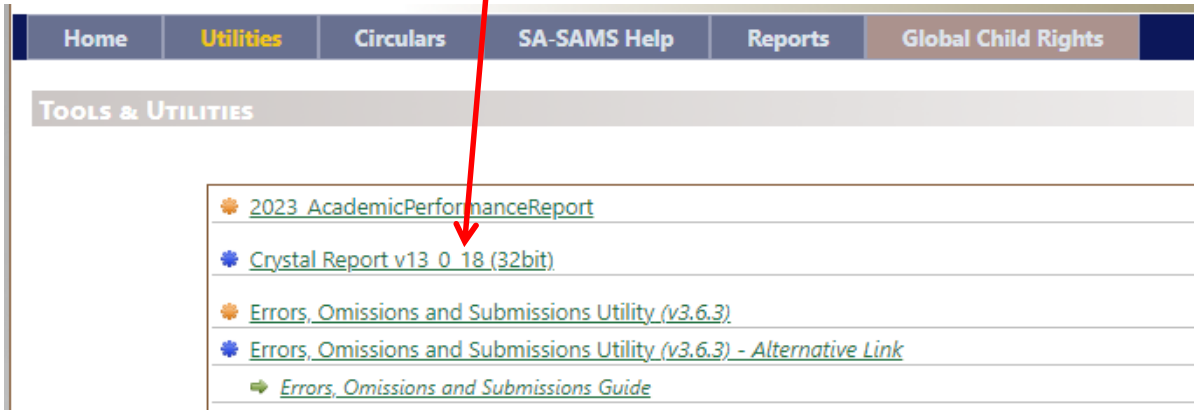 Home Utilities Circulars SA-SAMS Help Reports Global Child Rights
Tools & Utilities
2023_AcademicPerformanceReport
Crystal Report v13_0_18 (32bit)
Errors, Omissions and Submissions Utility (v3.6.3)
Errors, Omissions and Submissions Utility (v3.6.3) - Alternative Link
Errors, Omissions and Submissions Guide